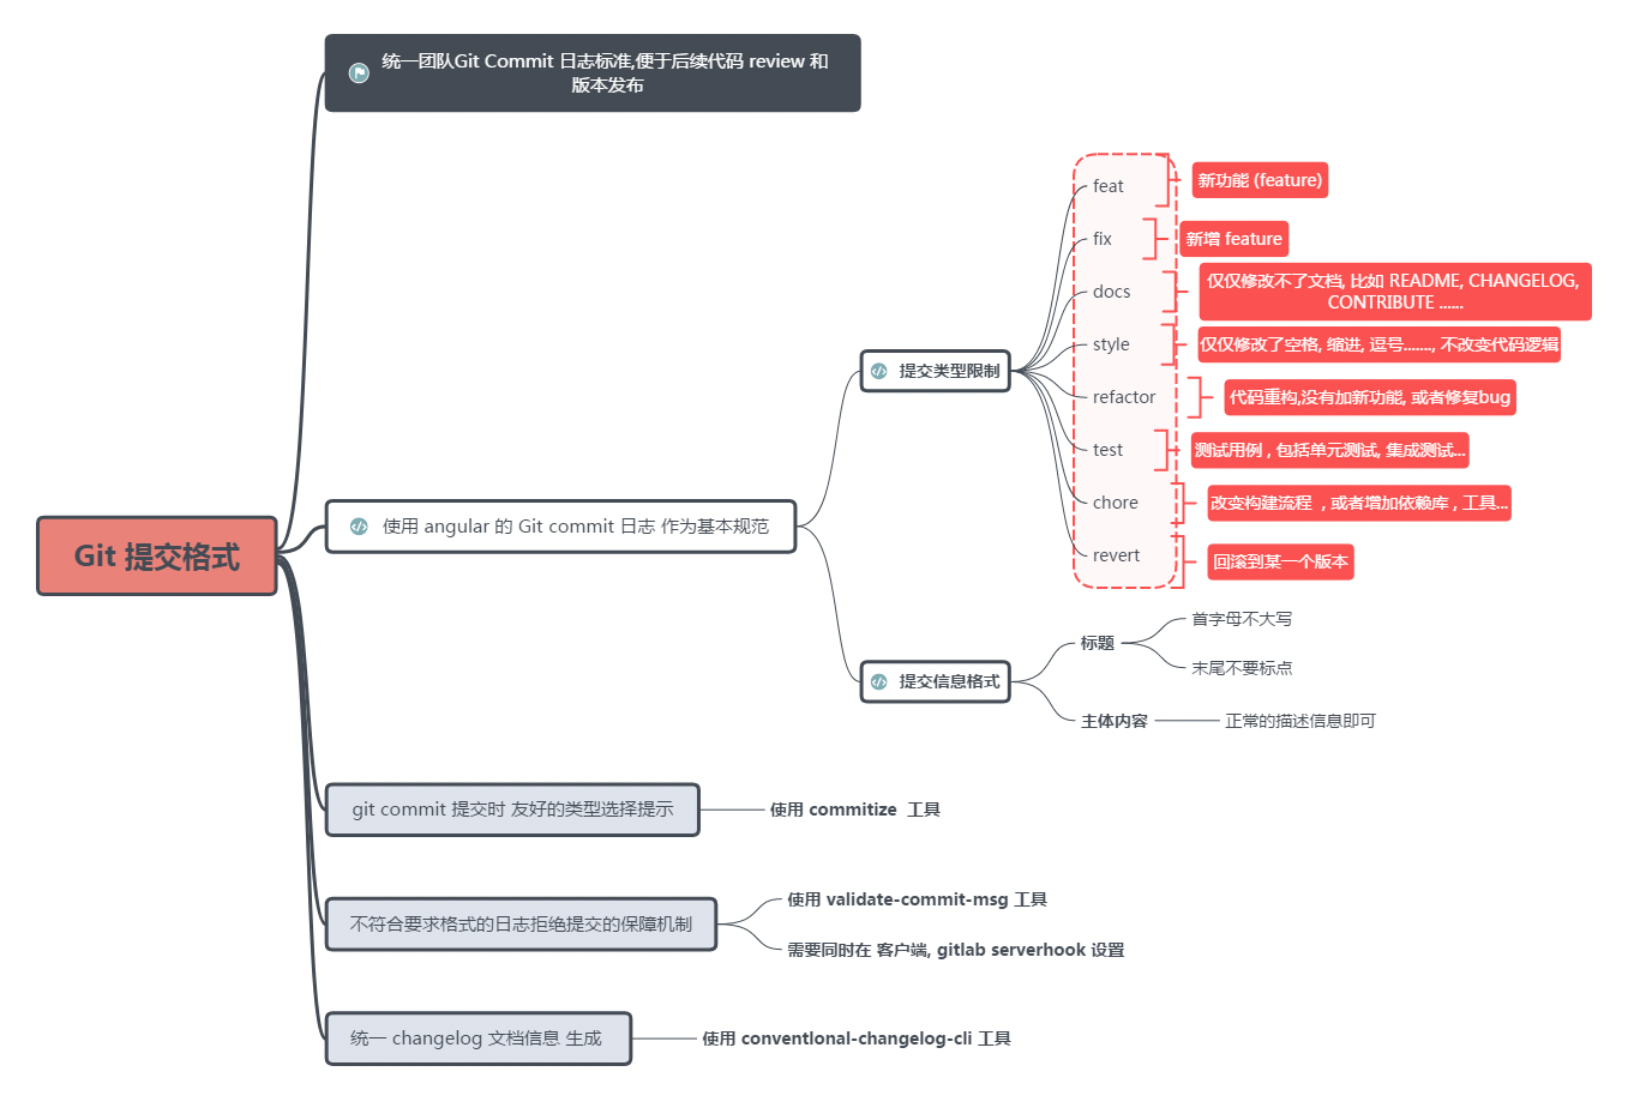 统一团队Git Commit 日志标准,便于后续代码 review 和
版本发布
feat
新功能 (feature)
fix
新增 feature
docs
仅仅修改不了文档, 比如 README, CHANGELOG,
CONTRIBUTE ......
style
仅仅修改了空格, 缩进, 逗号......., 不改变代码逻辑
提交类型限制
refactor
代码重构,没有加新功能, 或者修复bug
test
测试用例 , 包括单元测试, 集成测试...
chore
改变构建流程 , 或者增加依赖库 , 工具...
使用 angular 的 Git commit 日志 作为基本规范
revert
回滚到某一个版本
Git 提交格式
首字母不大写
标题
末尾不要标点
提交信息格式
主体内容
正常的描述信息即可
git commit 提交时 友好的类型选择提示
使用 commitize 工具
使用 validate-commit-msg 工具
不符合要求格式的日志拒绝提交的保障机制
需要同时在 客户端, gitlab serverhook 设置
统一 changelog 文档信息 生成
使用 conventlonal-changelog-cli 工具